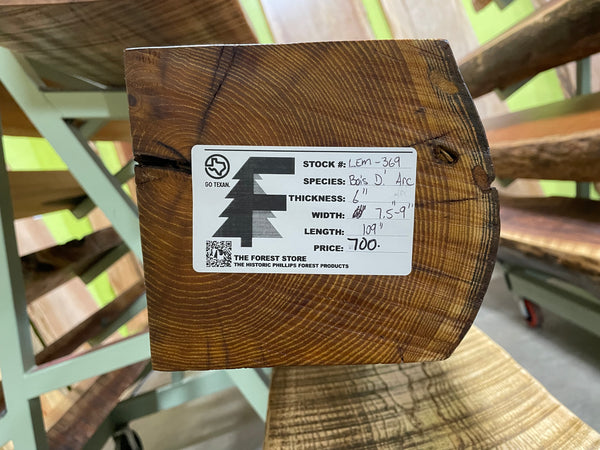 GO TEXAN.
STOCK #: LEM-369
SPECIES: Bois D' Arc
THICKNESS: 6"
WIDTH: 7.5"-9"
LENGTH: 109"
PRICE: 700.
THE FOREST STORE
THE HISTORIC PHILLIPS FOREST PRODUCTS